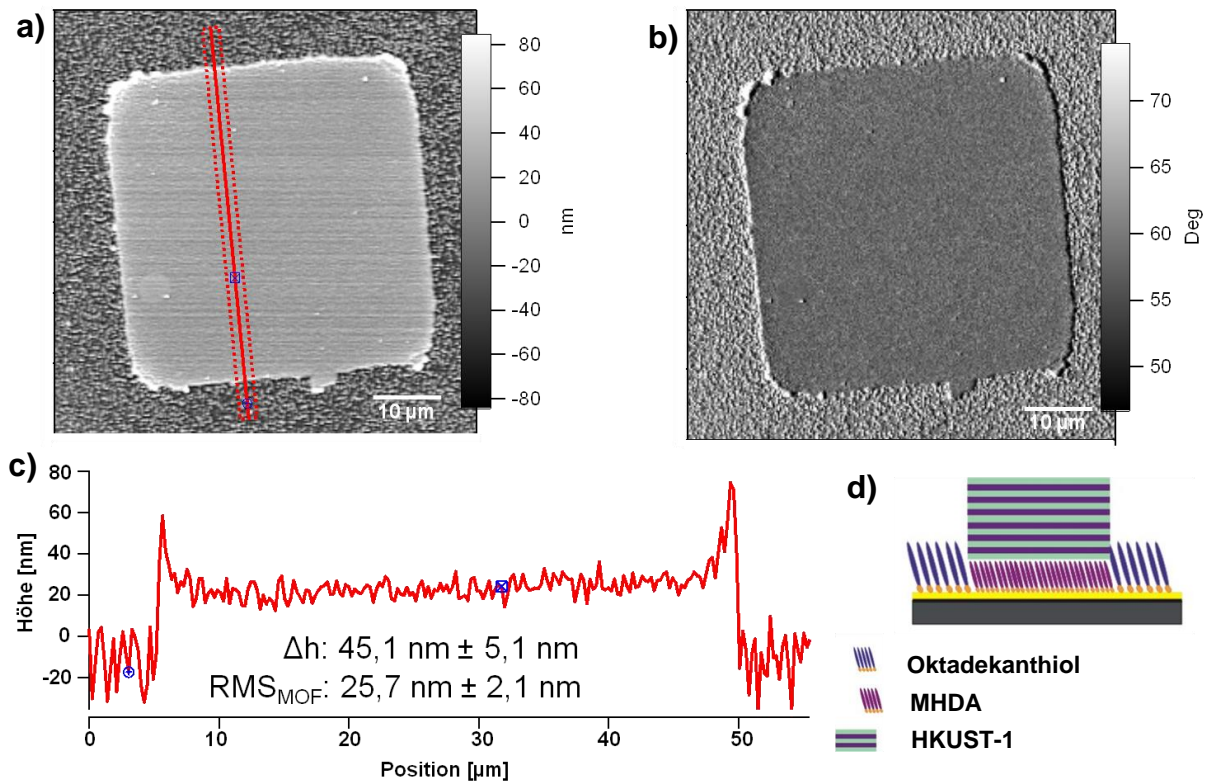 a)
80
60
40
20
0
-20
-40
-60
-80
nm
10 µm
b)
70
65
60
55
50
Deg
10 µm
c)
80
60
40
20
0
-20
Höhe [nm]
Δh: 45,1 nm ± 5,1 nm
RMS_MOF: 25,7 nm ± 2,1 nm
0 10 20 30 40 50
Position [µm]
d)
Oktadekanthiol
MHDA
HKUST-1